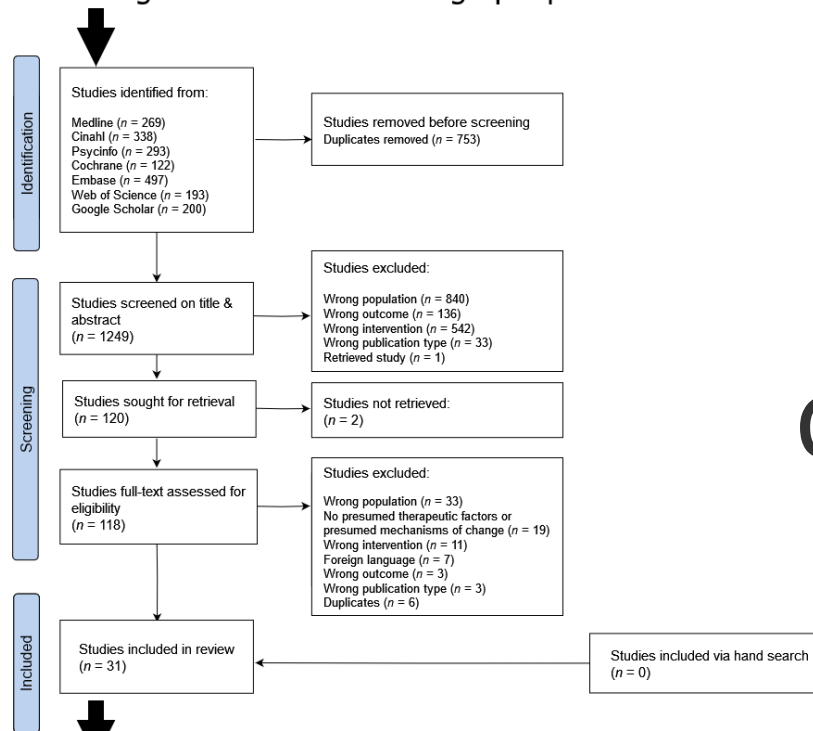 Identification
Studies identified from:
Medline (n = 269)
Cinahl (n = 338)
Psycinfo (n = 293)
Cochrane (n = 122)
Embase (n = 497)
Web of Science (n = 193)
Google Scholar (n = 200)
Studies removed before screening
Duplicates removed (n = 753)
Screening
Studies screened on title &
abstract
(n = 1249)
Studies excluded:
Wrong population (n = 840)
Wrong outcome (n = 136)
Wrong intervention (n = 542)
Wrong publication type (n = 33)
Retrieved study (n = 1)
Studies sought for retrieval
(n = 120)
Studies not retrieved:
(n = 2)
Studies full-text assessed for
eligibility
(n = 118)
Studies excluded:
Wrong population (n = 33)
No presumed therapeutic factors or
presumed mechanisms of change (n = 19)
Wrong intervention (n = 11)
Foreign language (n = 7)
Wrong outcome (n = 3)
Wrong publication type (n = 3)
Duplicates (n = 6)
Included
Studies included in review
(n = 31)
Studies included via hand search
(n = 0)